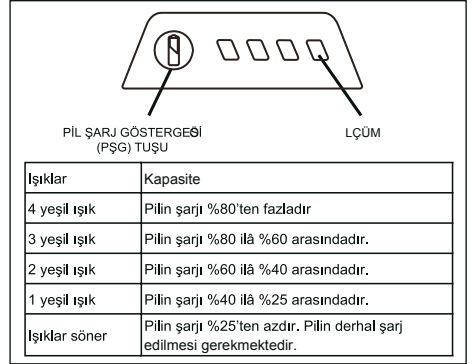 PİL ŞARJ GÖSTERGESİ
(PŞG) TUŞU
LÇÜM
Işıklar Kapasite
4 yeşil ışık Pilin şarjı %80'ten fazladır
3 yeşil ışık Pilin şarjı %80 ilâ %60 arasındadır.
2 yeşil ışık Pilin şarjı %60 ilâ %40 arasındadır.
1 yeşil ışık Pilin şarjı %40 ilâ %25 arasındadır.
Işıklar söner Pilin şarjı %25'ten azdır. Pilin derhal şarj
edilmesi gerekmektedir.